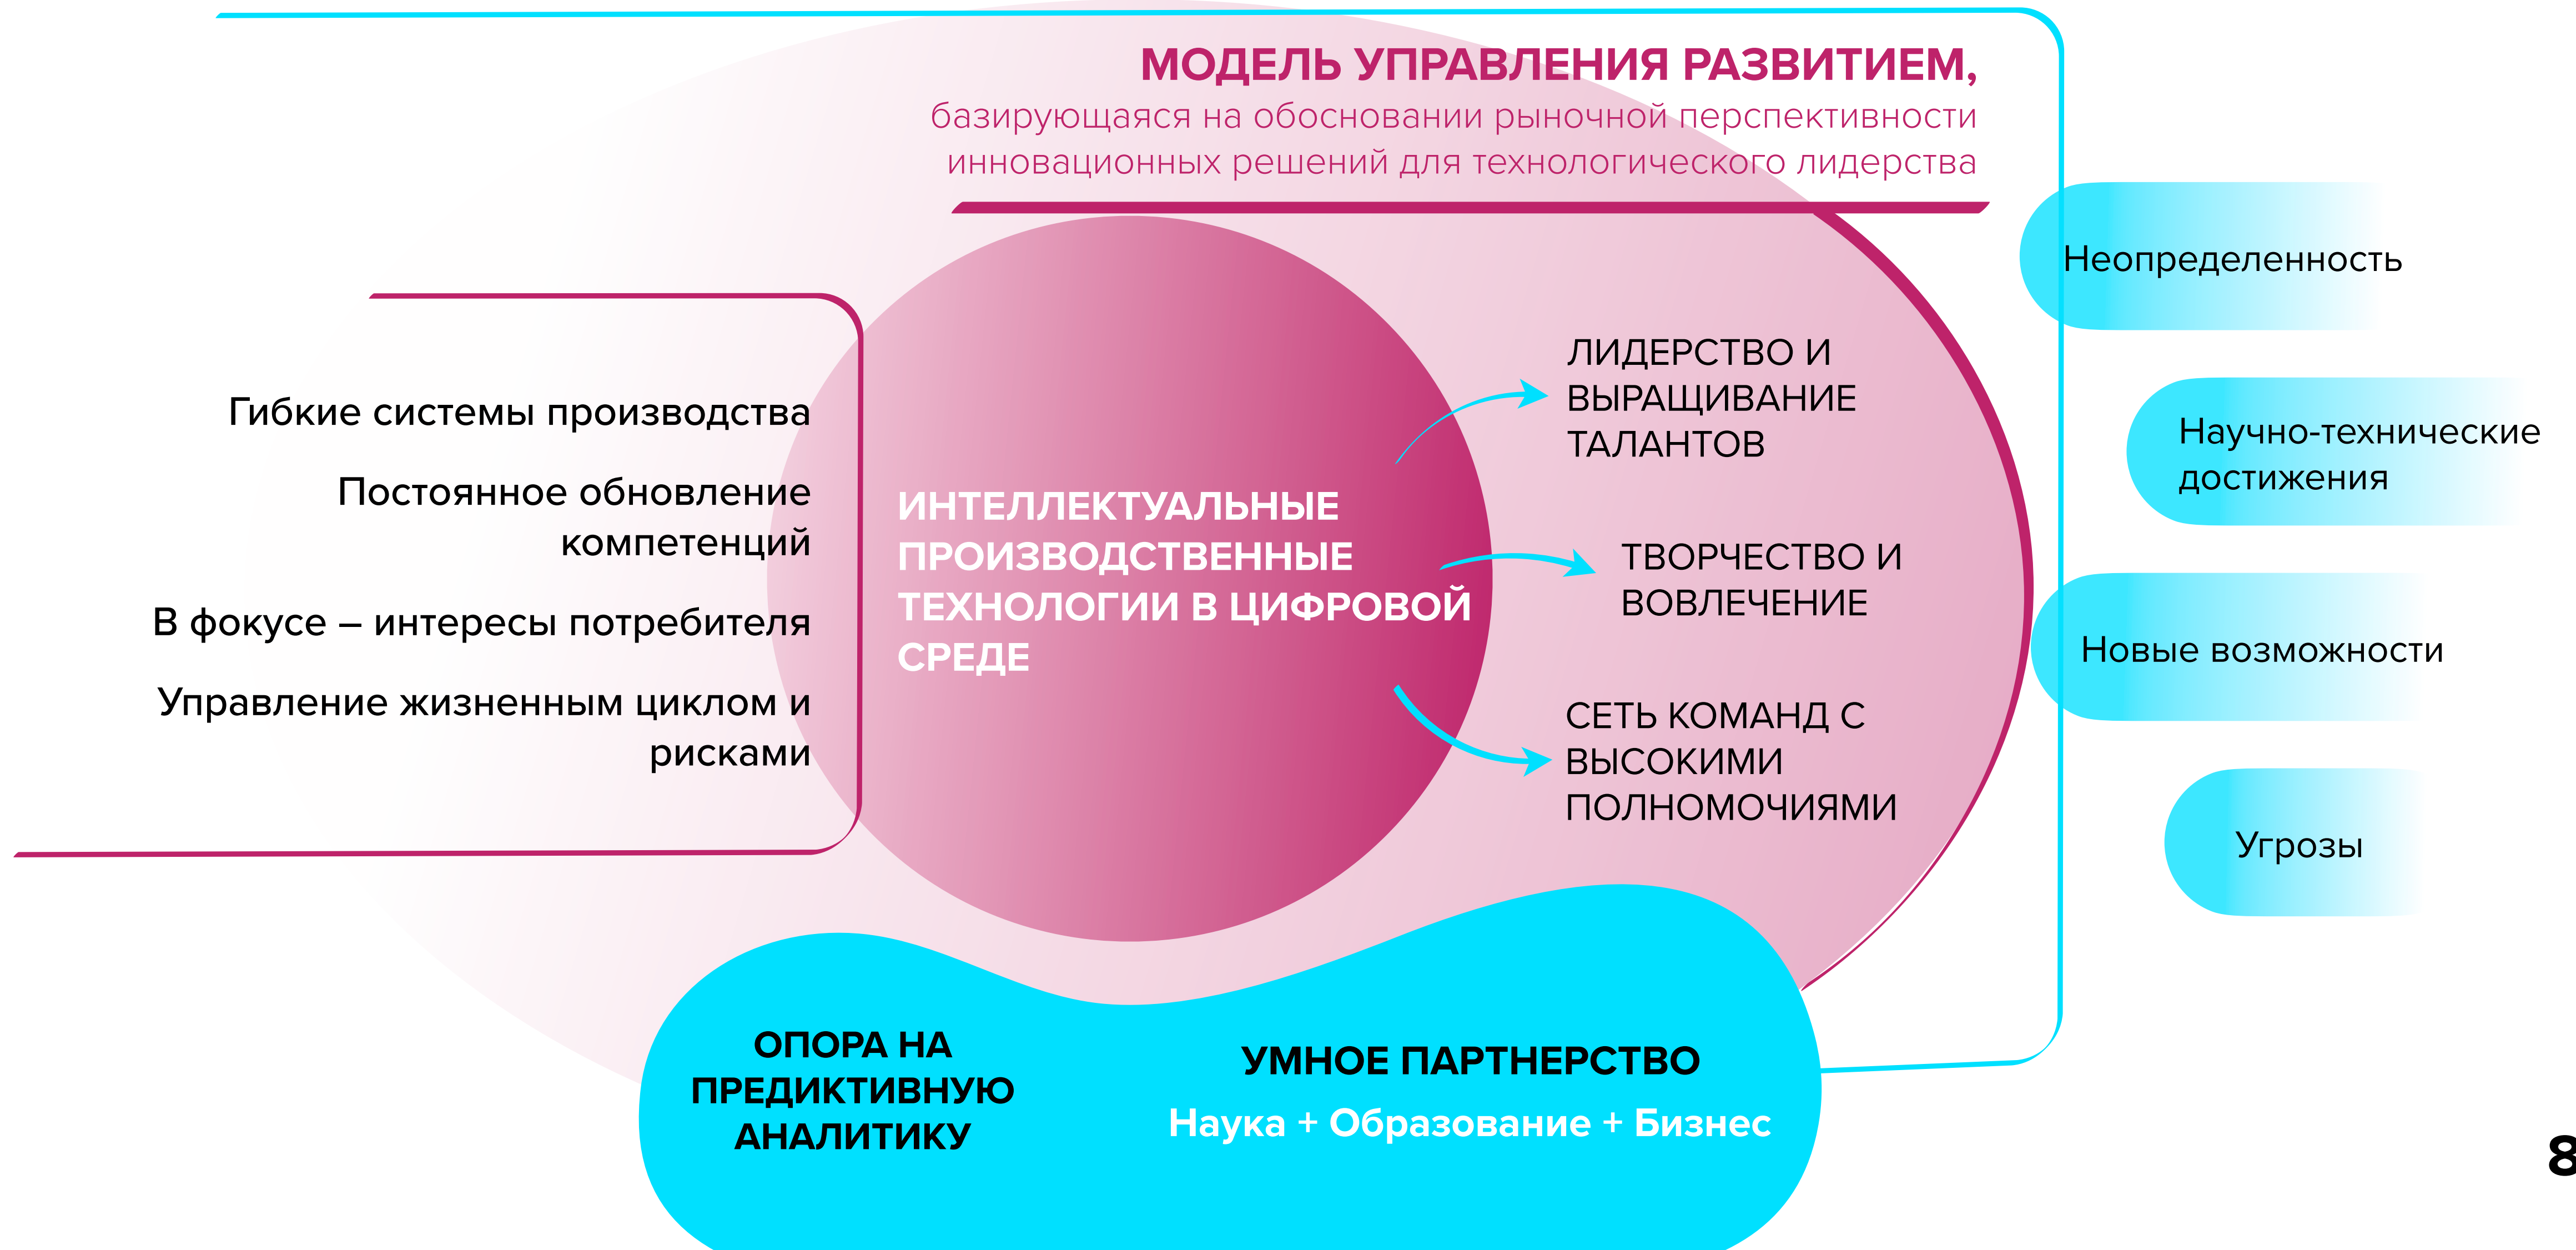 МОДЕЛЬ УПРАВЛЕНИЯ РАЗВИТИЕМ,
базирующаяся на обосновании рыночной перспективности
инновационных решений для технологического лидерства
Гибкие системы производства
Постоянное обновление
компетенций
В фокусе – интересы потребителя
Управление жизненным циклом и
рисками
ИНТЕЛЛЕКТУАЛЬНЫЕ
ПРОИЗВОДСТВЕННЫЕ
ТЕХНОЛОГИИ В ЦИФРОВОЙ
СРЕДЕ
ЛИДЕРСТВО И
ВЫРАЩИВАНИЕ
ТАЛАНТОВ
ТВОРЧЕСТВО И
ВОВЛЕЧЕНИЕ
СЕТЬ КОМАНД С
ВЫСОКИМИ
ПОЛНОМОЧИЯМИ
Неопределенность
Научно-технические
достижения
Новые возможности
Угрозы
ОПОРА НА
ПРЕДИКТИВНУЮ
АНАЛИТИКУ
УМНОЕ ПАРТНЕРСТВО
Наука + Образование + Бизнес
8